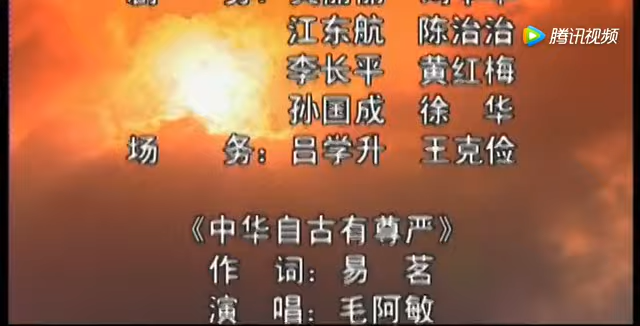 江东航 陈治治
腾讯视频
李长平 黄红梅
孙国成 徐 华
场 务：吕学升 王克俭
《中华自古有尊严》
作 词：易 茗
演 唱：毛阿敏